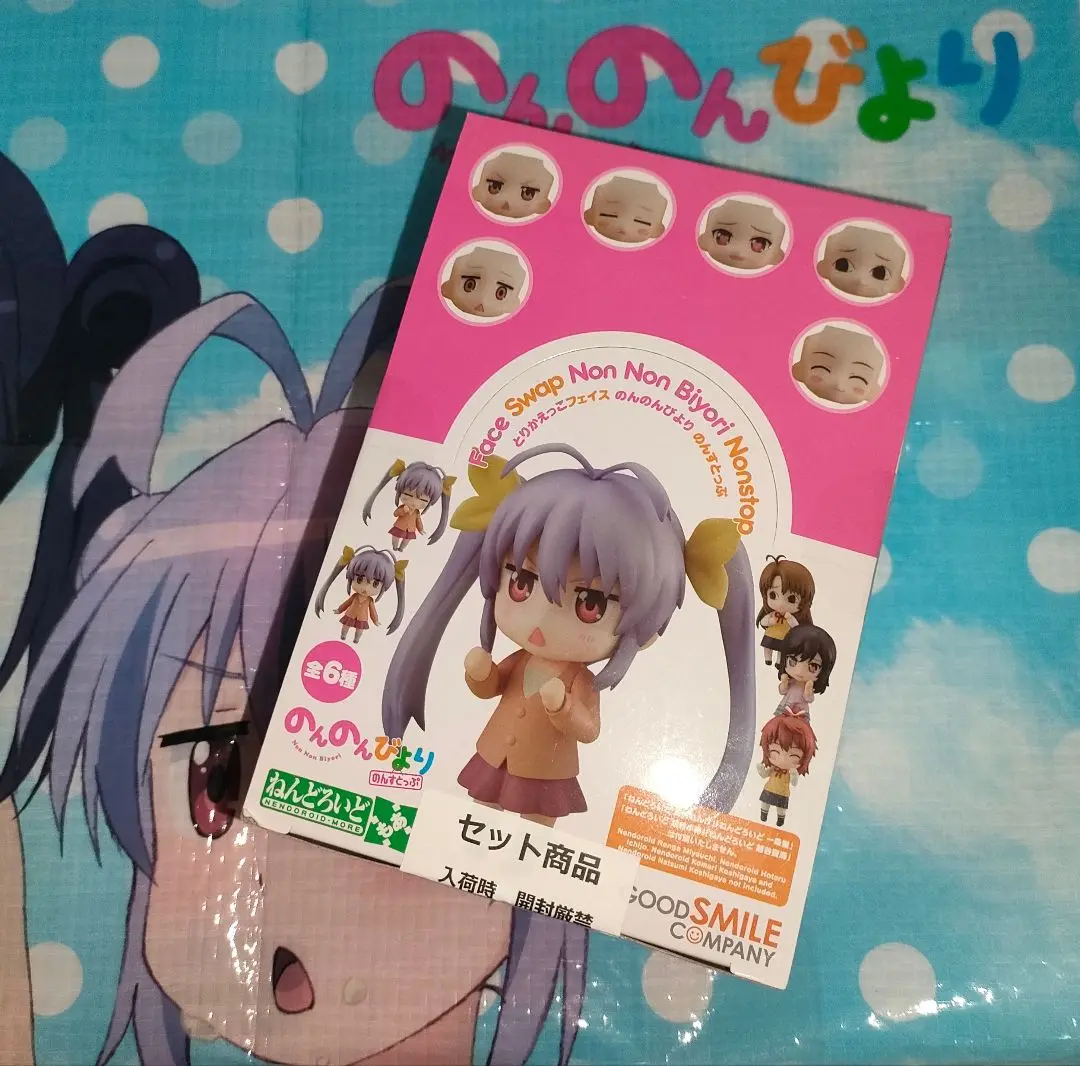 のんのんびより
Face Swap Non Non Biyori Nonstop
とりかえっこフェイス のんのんびより のんすとっぷ
全6種
のんのんびより
Non Non Biyori
のんすとっぷ
ねんどろいど
NENDOROID-MORE
セット商品
入荷時 開封厳禁
Nendoroid Renge Miyauchi, Nendoroid Hotaru
Ichijo, Nendoroid Komari Koshigaya and
Nendoroid Natsumi Koshigaya not included.
GOOD SMILE
COMPANY